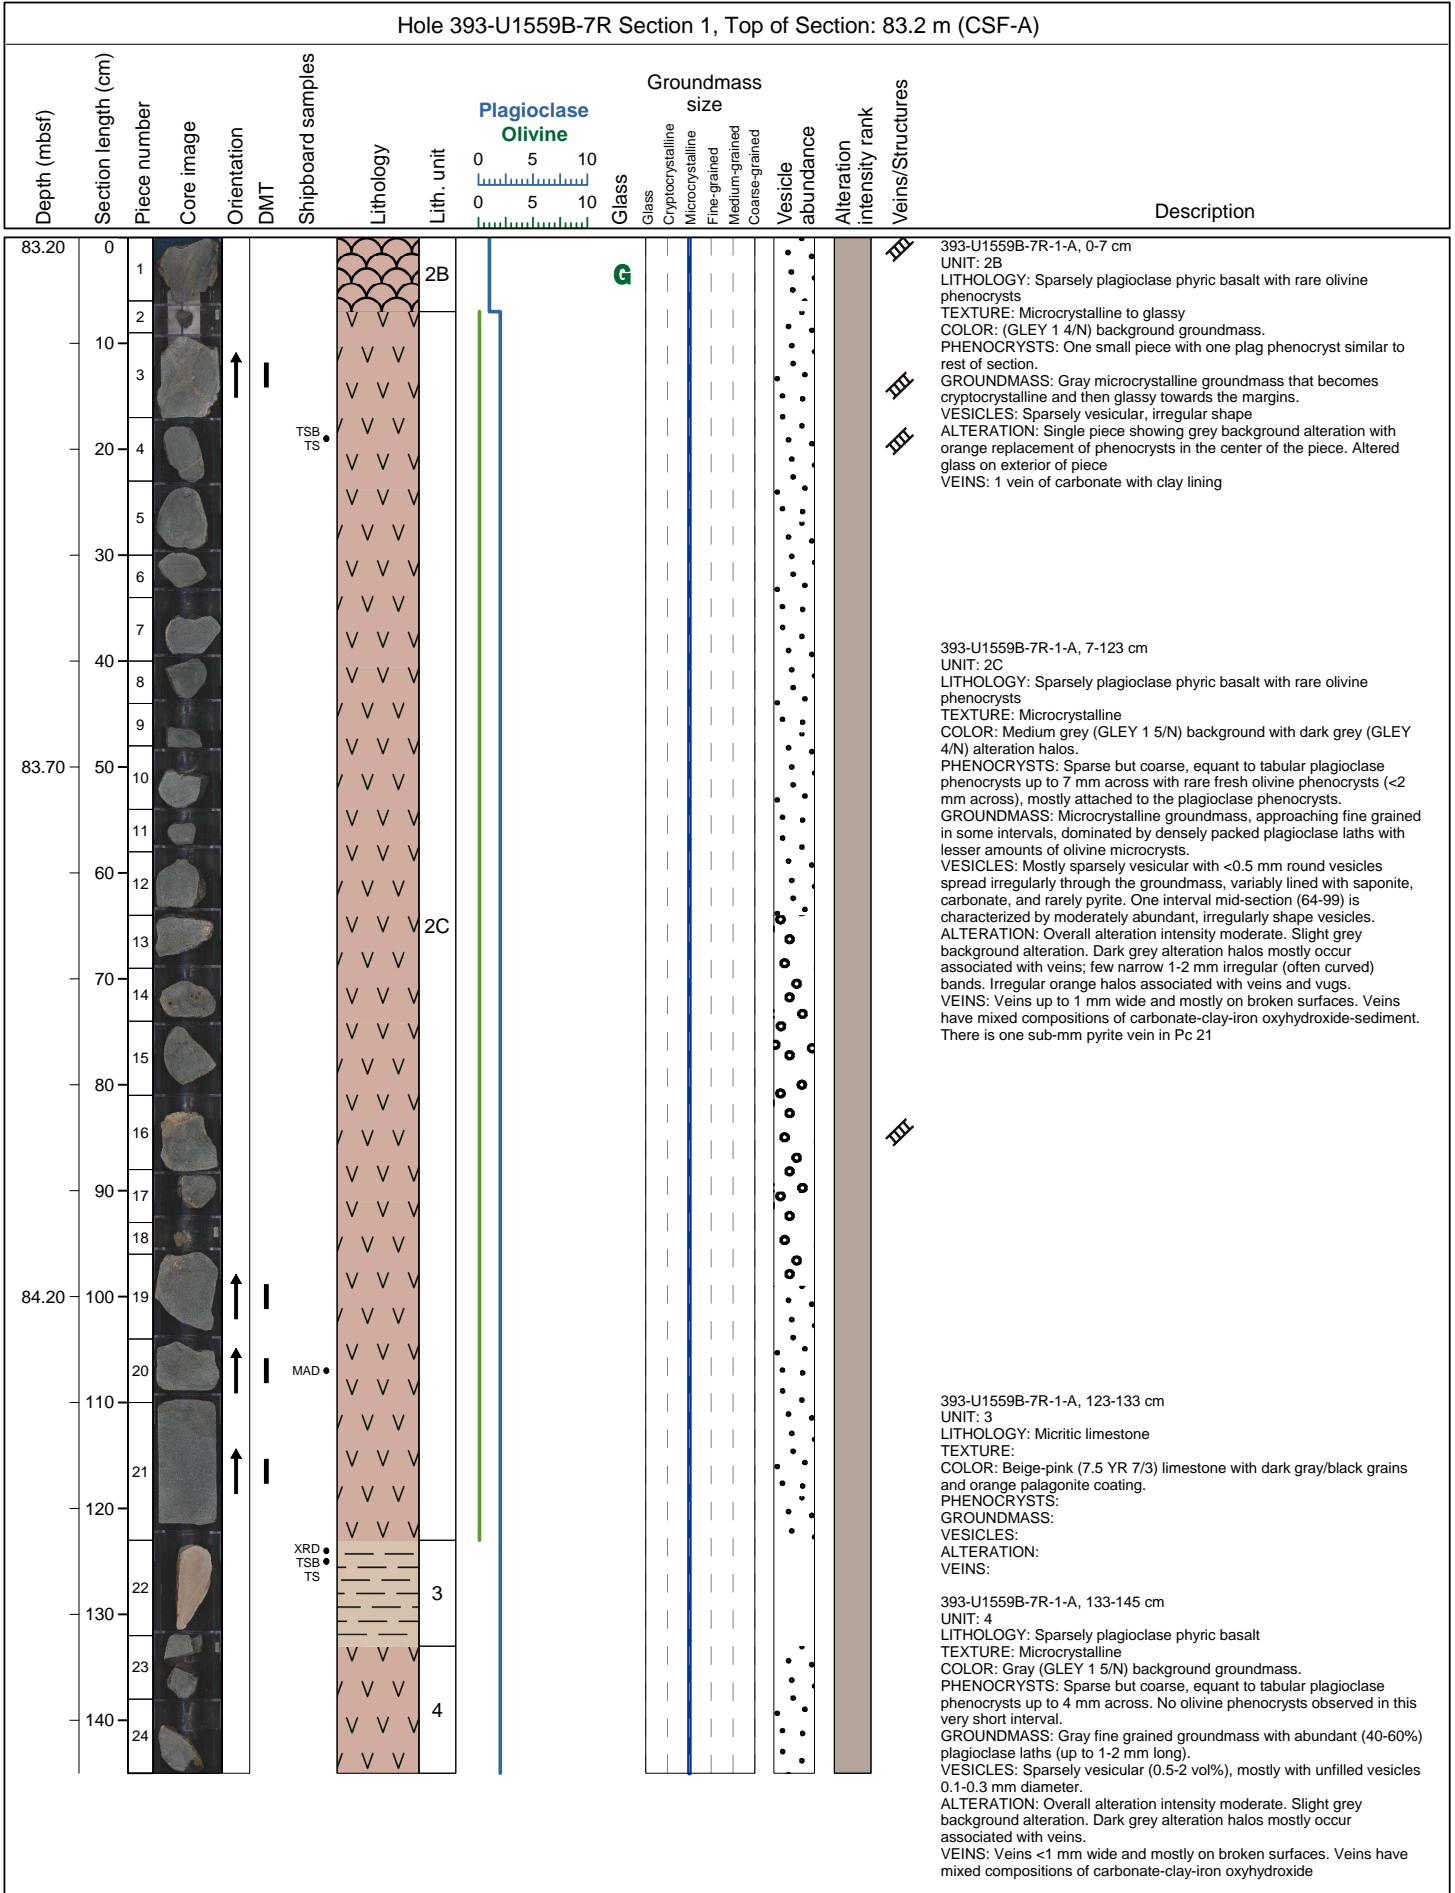 Hole 393-U1559B-7R Section 1, Top of Section: 83.2 m (CSF-A)
Depth (mbsf)
Section length (cm)
Piece number
Core image
Orientation
DMT
Shipboard samples
Lithology
Lith. unit
Plagioclase
Olivine
0 5 10
0 5 10
Glass
Groundmass
size
Glass
Cryptocrystalline
Microcrystalline
Fine-grained
Medium-grained
Coarse-grained
Vesicle
abundance
Alteration
intensity rank
Veins/Structures
Description
83.20
83.70
84.20
0
10
20
30
40
50
60
70
80
90
100
110
120
130
140
1
2
3
4
5
6
7
8
9
10
11
12
13
14
15
16
17
18
19
20
21
22
23
24
TSB
TS
MAD
XRD
TSB
TS
2B
2C
3
4
G
393-U1559B-7R-1-A, 0-7 cm
UNIT: 2B
LITHOLOGY: Sparsely plagioclase phyric basalt with rare olivine
phenocrysts
TEXTURE: Microcrystalline to glassy
COLOR: (GLEY 1 4/N) background groundmass.
PHENOCRYSTS: One small piece with one plag phenocryst similar to
rest of section.
GROUNDMASS: Gray microcrystalline groundmass that becomes
cryptocrystalline and then glassy towards the margins.
VESICLES: Sparsely vesicular, irregular shape
ALTERATION: Single piece showing grey background alteration with
orange replacement of phenocrysts in the center of the piece. Altered
glass on exterior of piece
VEINS: 1 vein of carbonate with clay lining
393-U1559B-7R-1-A, 7-123 cm
UNIT: 2C
LITHOLOGY: Sparsely plagioclase phyric basalt with rare olivine
phenocrysts
TEXTURE: Microcrystalline
COLOR: Medium grey (GLEY 1 5/N) background with dark grey (GLEY
4/N) alteration halos.
PHENOCRYSTS: Sparse but coarse, equant to tabular plagioclase
phenocrysts up to 7 mm across with rare fresh olivine phenocrysts (<2
mm across), mostly attached to the plagioclase phenocrysts.
GROUNDMASS: Microcrystalline groundmass, approaching fine grained
in some intervals, dominated by densely packed plagioclase laths with
lesser amounts of olivine microcrysts.
VESICLES: Mostly sparsely vesicular with <0.5 mm round vesicles
spread irregularly through the groundmass, variably lined with saponite,
carbonate, and rarely pyrite. One interval mid-section (64-99) is
characterized by moderately abundant, irregularly shape vesicles.
ALTERATION: Overall alteration intensity moderate. Slight grey
background alteration. Dark grey alteration halos mostly occur
associated with veins; few narrow 1-2 mm irregular (often curved)
bands. Irregular orange halos associated with veins and vugs.
VEINS: Veins up to 1 mm wide and mostly on broken surfaces. Veins
have mixed compositions of carbonate-clay-iron oxyhydroxide-sediment.
There is one sub-mm pyrite vein in Pc 21
393-U1559B-7R-1-A, 123-133 cm
UNIT: 3
LITHOLOGY: Micritic limestone
TEXTURE:
COLOR: Beige-pink (7.5 YR 7/3) limestone with dark gray/black grains
and orange palagonite coating.
PHENOCRYSTS:
GROUNDMASS:
VESICLES:
ALTERATION:
VEINS:
393-U1559B-7R-1-A, 133-145 cm
UNIT: 4
LITHOLOGY: Sparsely plagioclase phyric basalt
TEXTURE: Microcrystalline
COLOR: Gray (GLEY 1 5/N) background groundmass.
PHENOCRYSTS: Sparse but coarse, equant to tabular plagioclase
phenocrysts up to 4 mm across. No olivine phenocrysts observed in this
very short interval.
GROUNDMASS: Gray fine grained groundmass with abundant (40-60%)
plagioclase laths (up to 1-2 mm long).
VESICLES: Sparsely vesicular (0.5-2 vol%), mostly with unfilled vesicles
0.1-0.3 mm diameter.
ALTERATION: Overall alteration intensity moderate. Slight grey
background alteration. Dark grey alteration halos mostly occur
associated with veins.
VEINS: Veins <1 mm wide and mostly on broken surfaces. Veins have
mixed compositions of carbonate-clay-iron oxyhydroxide